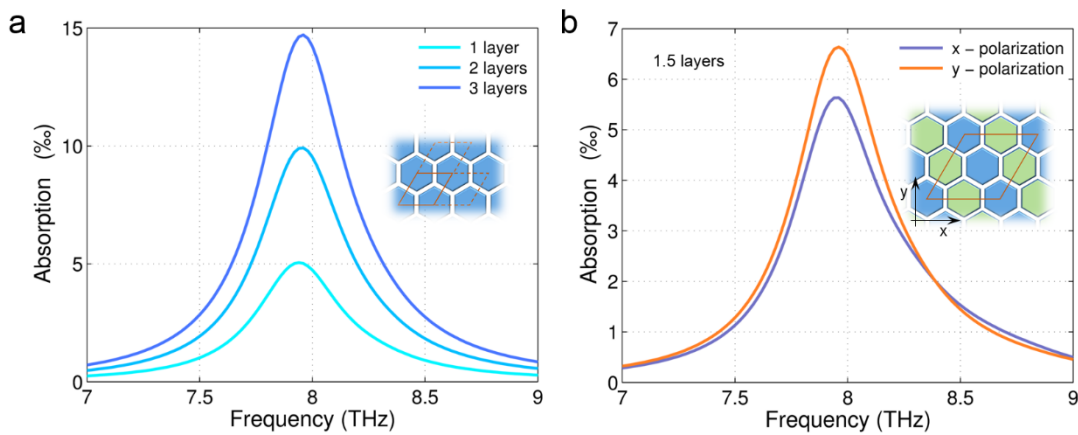 a
15
10
5
0
Absorption (‰)
1 layer
2 layers
3 layers
7
7.5
8
8.5
9
Frequency (THz)
b
7
6
5
4
3
2
1
0
Absorption (‰)
1.5 layers
x – polarization
y – polarization
y
x
7
7.5
8
8.5
9
Frequency (THz)